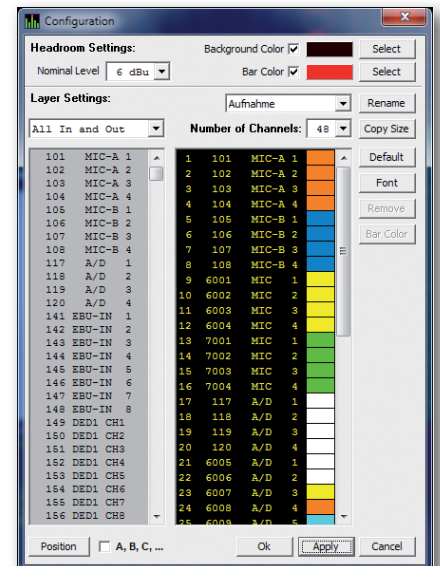 Configuration
X
Headroom Settings:
Background Color
Select
Nominal Level 6 dBu
Bar Color
Select
Layer Settings:
Aufnahme
Rename
All In and Out
Number of Channels: 48
Copy Size
Default
Font
Remove
Bar Color
101 MIC-A 1
102 MIC-A 2
103 MIC-A 3
104 MIC-A 4
105 MIC-B 1
106 MIC-B 2
107 MIC-B 3
108 MIC-B 4
117 A/D 1
118 A/D 2
119 A/D 3
120 A/D 4
141 EBU-IN 1
142 EBU-IN 2
143 EBU-IN 3
144 EBU-IN 4
145 EBU-IN 5
146 EBU-IN 6
147 EBU-IN 7
148 EBU-IN 8
149 DED1 CH1
150 DED1 CH2
151 DED1 CH3
152 DED1 CH4
153 DED1 CH5
154 DED1 CH6
155 DED1 CH7
156 DED1 CH8
1 101 MIC-A 1
2 102 MIC-A 2
3 103 MIC-A 3
4 104 MIC-A 4
5 105 MIC-B 1
6 106 MIC-B 2
7 107 MIC-B 3
8 108 MIC-B 4
9 6001 MIC 1
10 6002 MIC 2
11 6003 MIC 3
12 6004 MIC 4
13 7001 MIC 1
14 7002 MIC 2
15 7003 MIC 3
16 7004 MIC 4
17 117 A/D 1
18 118 A/D 2
19 119 A/D 3
20 120 A/D 4
21 6005 A/D 1
22 6006 A/D 2
23 6007 A/D 3
24 6008 A/D 4
25 6009 A/D 5
Position
A, B, C, ...
Ok
Apply
Cancel